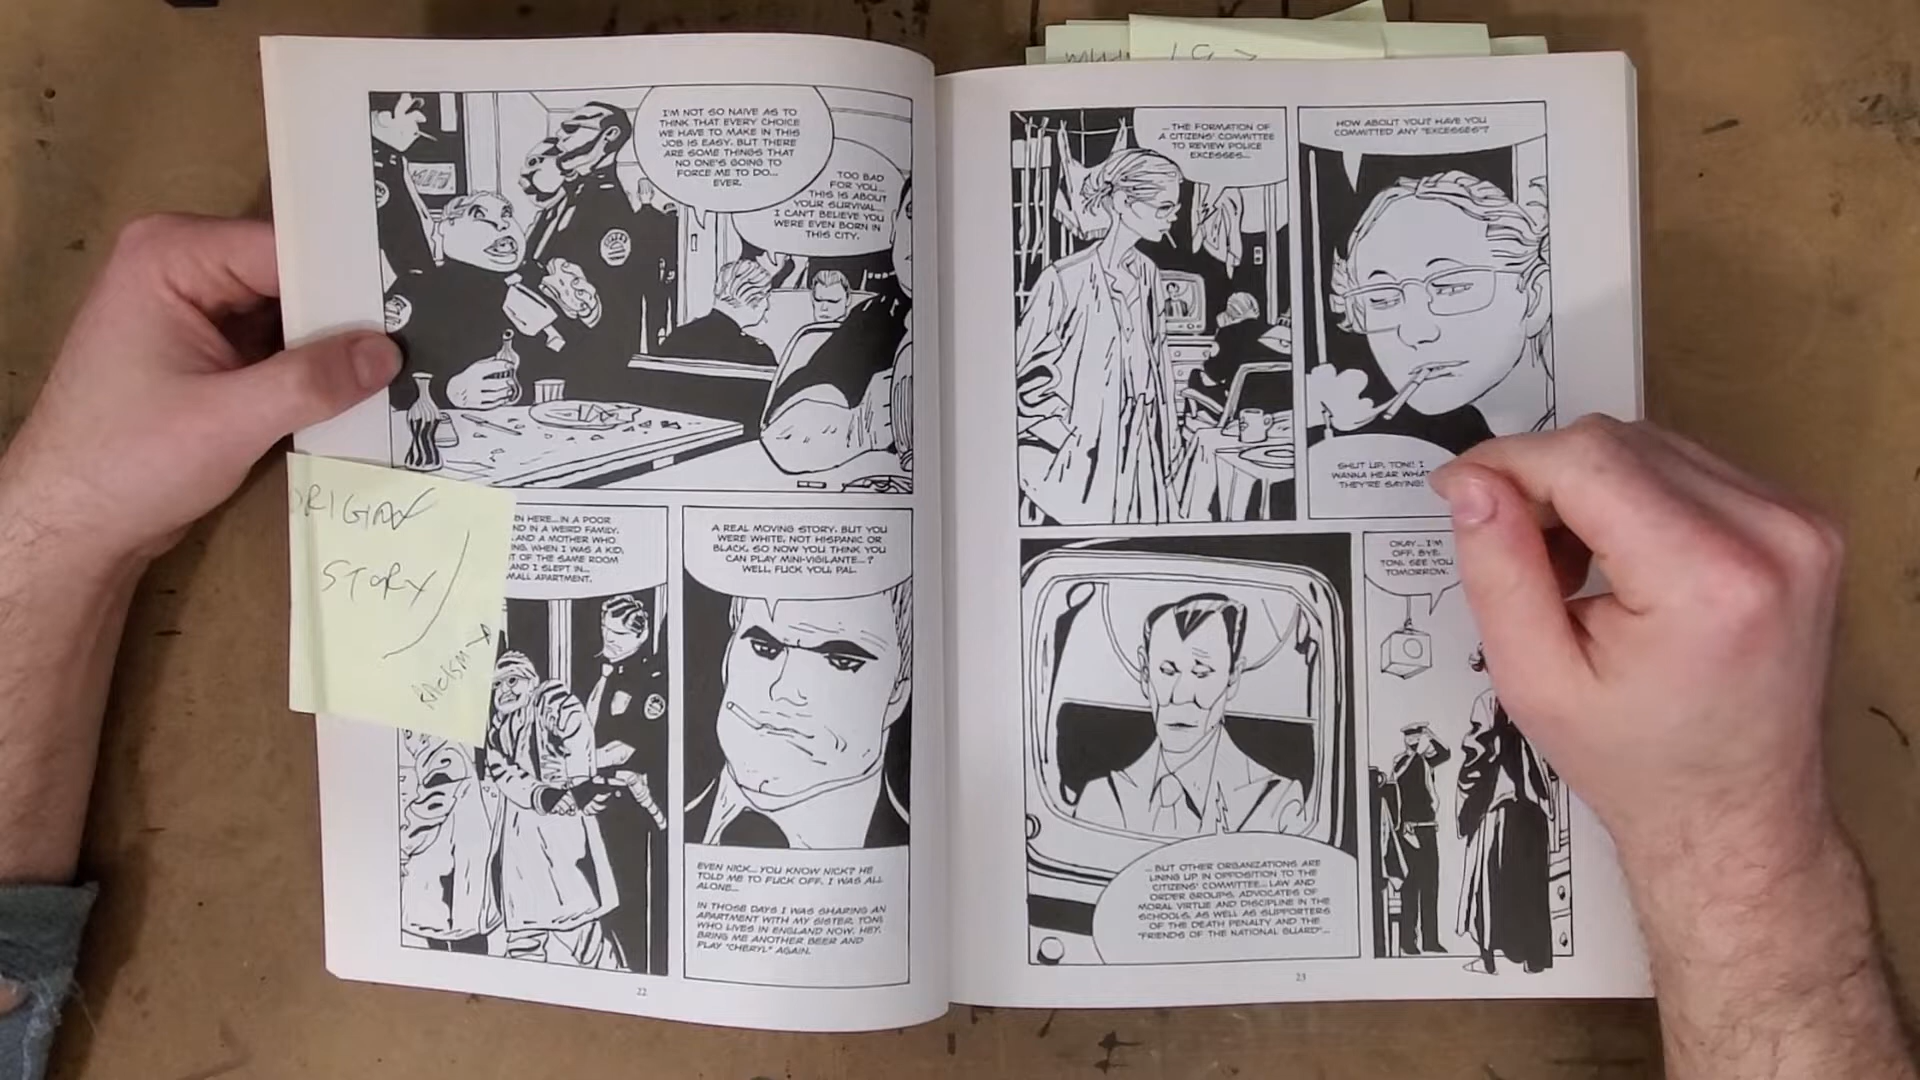 I'M NOT SO NAIVE AS TO
THINK THAT EVERY CHOICE
WE HAVE TO MAKE IN THIS
JOB IS EASY. BUT THERE
ARE SOME THINGS THAT
NO ONE'S GOING TO
FORCE ME TO DO...
EVER.
TOO BAD
FOR YOU...
THIS IS ABOUT
YOUR SURVIVAL...
I CAN'T BELIEVE YOU
WERE EVEN BORN IN
THIS CITY.
ORIGIN
STORY
RACISM
N HERE... IN A POOR
ND IN A WEIRD FAMILY.
AND A MOTHER WHO
NG. WHEN I WAS A KID,
T OF THE SAME ROOM
AND I SLEPT IN...
MALL APARTMENT.
A REAL MOVING STORY. BUT YOU
WERE WHITE, NOT HISPANIC OR
BLACK. SO NOW YOU THINK YOU
CAN PLAY MINI-VIGILANTE...?
WELL, FUCK YOU, PAL.
EVEN NICK... YOU KNOW NICK? HE
TOLD ME TO FUCK OFF. I WAS ALL
ALONE...
IN THOSE DAYS I WAS SHARING AN
APARTMENT WITH MY SISTER, TONI,
WHO LIVES IN ENGLAND NOW. HEY,
BRING ME ANOTHER BEER AND
PLAY "CHERYL" AGAIN.
22
... THE FORMATION OF
A CITIZENS' COMMITTEE
TO REVIEW POLICE
EXCESSES...
HOW ABOUT YOU? HAVE YOU
COMMITTED ANY "EXCESSES"?
SHUT UP, TONI! I
WANNA HEAR WHAT
THEY'RE SAYING!
... BUT OTHER ORGANIZATIONS ARE
LINING UP IN OPPOSITION TO THE
CITIZENS' COMMITTEE... LAW AND
ORDER GROUPS, ADVOCATES OF
MORAL VIRTUE AND DISCIPLINE IN THE
SCHOOLS, AS WELL AS SUPPORTERS
OF THE DEATH PENALTY AND THE
"FRIENDS OF THE NATIONAL GUARD"...
OKAY... I'M
OFF. BYE,
TONI. SEE YOU
TOMORROW.
23